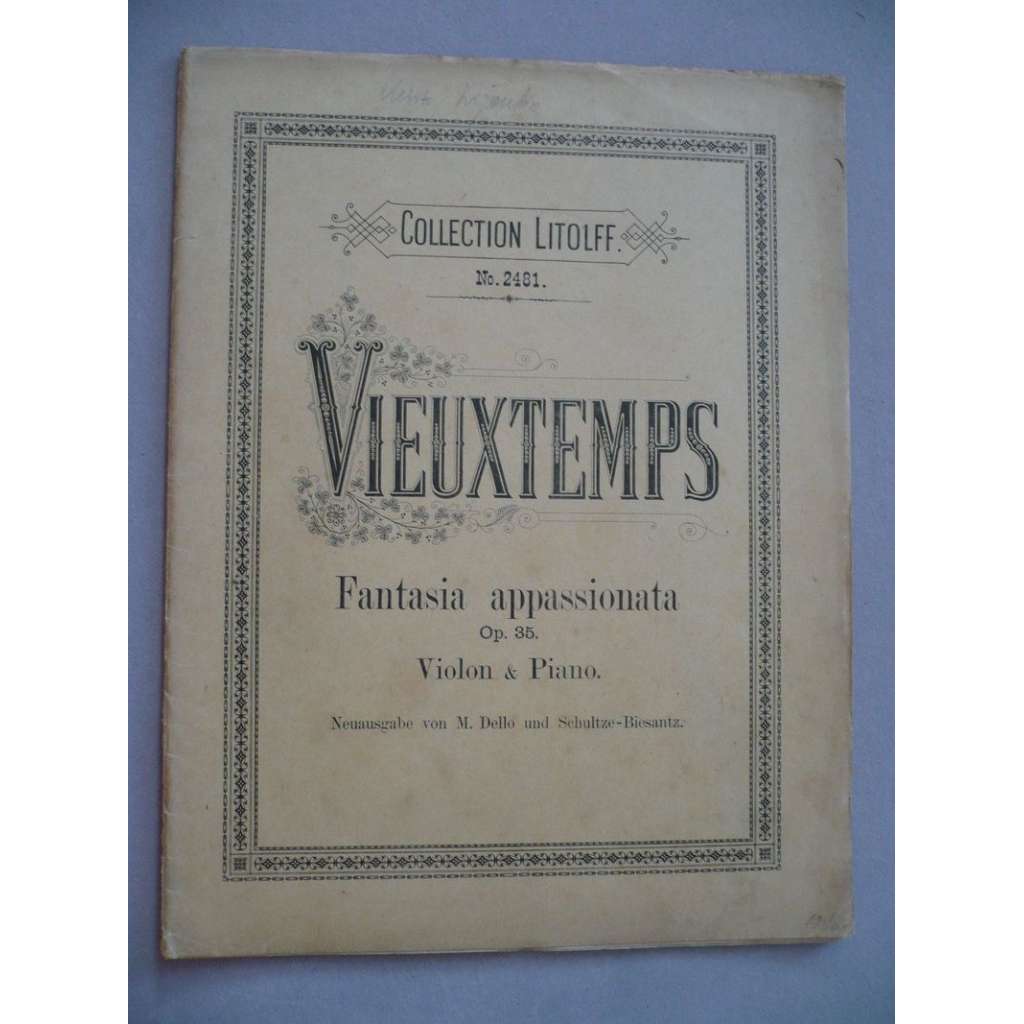 COLLECTION LITOLFF.
No. 2481.
VIEUXTEMPS
Fantasia appassionata
Op. 35.
Violon & Piano.
Neuausgabe von M. Dello und Schultze-Biesantz.